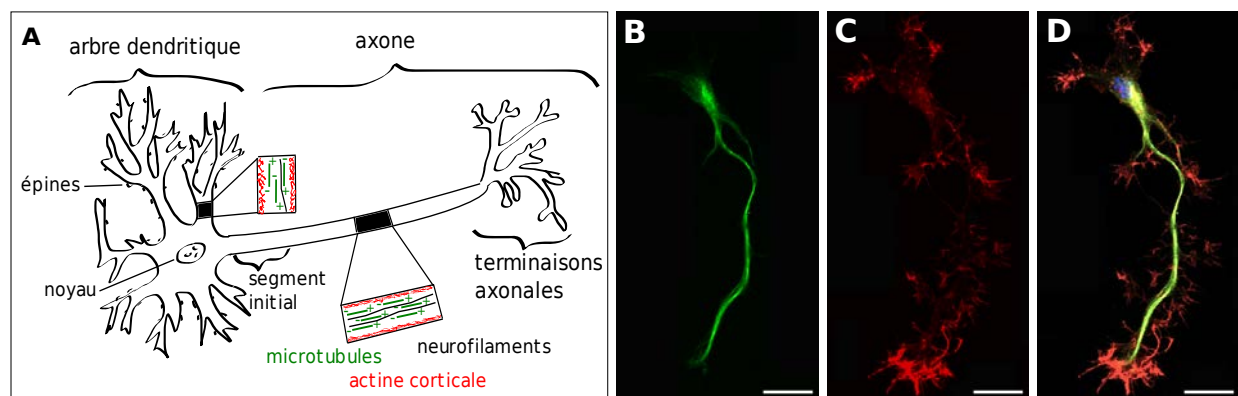 A
arbre dendritique
axone
épines
noyau
segment
initial
terminaisons
axonales
neurofilaments
microtubules
actine corticale
B
C
D